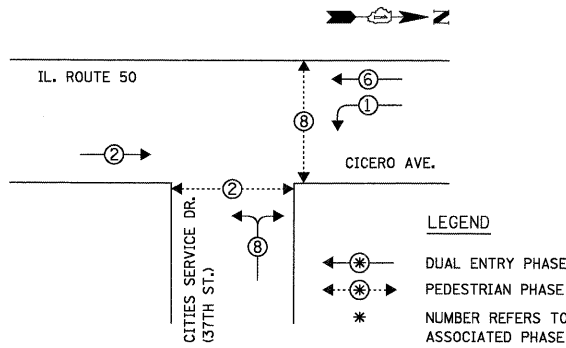 N
IL. ROUTE 50
6
1
8
2
CICERO AVE.
2
8
CITIES SERVICE DR.
(37TH ST.)
LEGEND
* DUAL ENTRY PHASE
* PEDESTRIAN PHASE
* NUMBER REFERS TO
ASSOCIATED PHASE